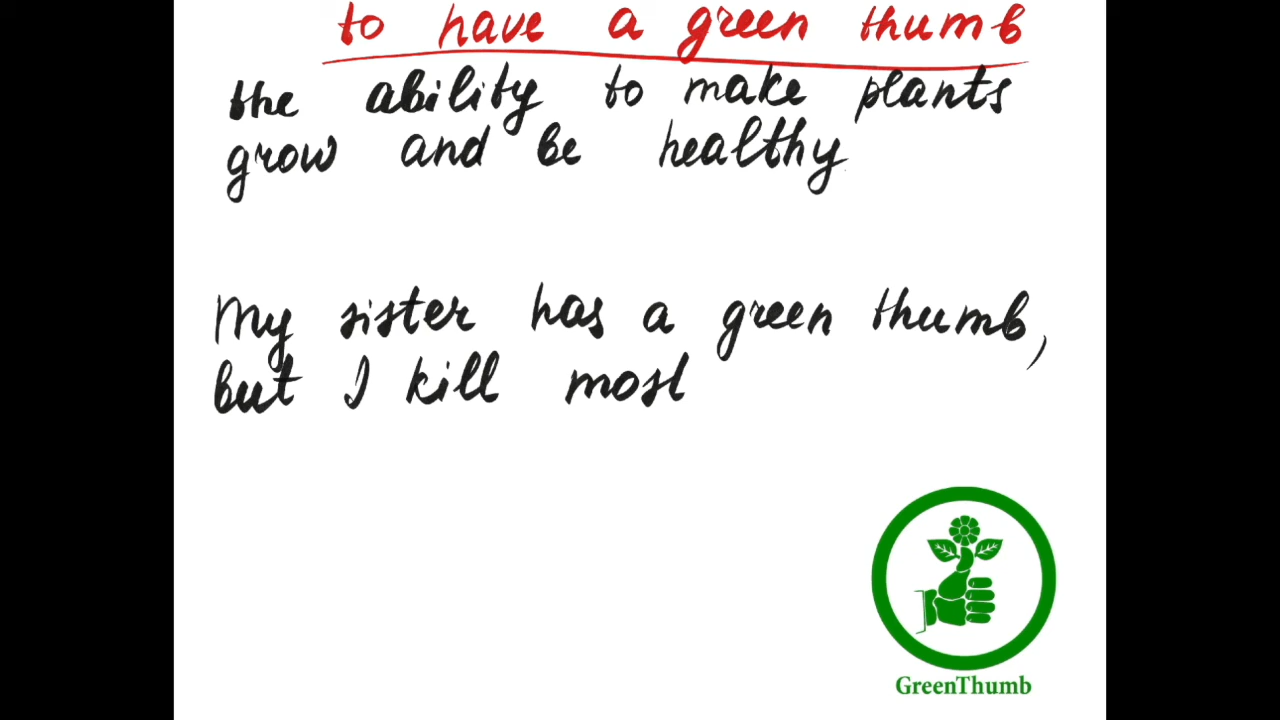 to have a green thumb
the ability to make plants
grow and be healthy
My sister has a green thumb,
but I kill most
GreenThumb